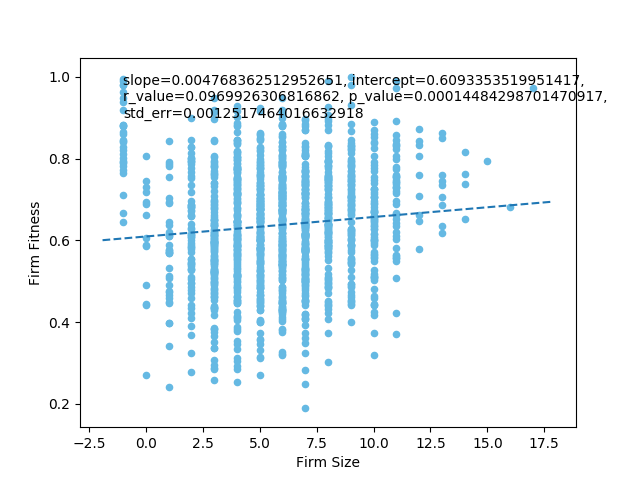 slope=0.004768362512952651, intercept=0.6093353519951417,
r_value=0.0969926306816862, p_value=0.00014484298701470917,
std_err=0.0012517464016632918
1.0
0.8
0.6
0.4
0.2
Firm Fitness
−2.5 0.0 2.5 5.0 7.5 10.0 12.5 15.0 17.5
Firm Size